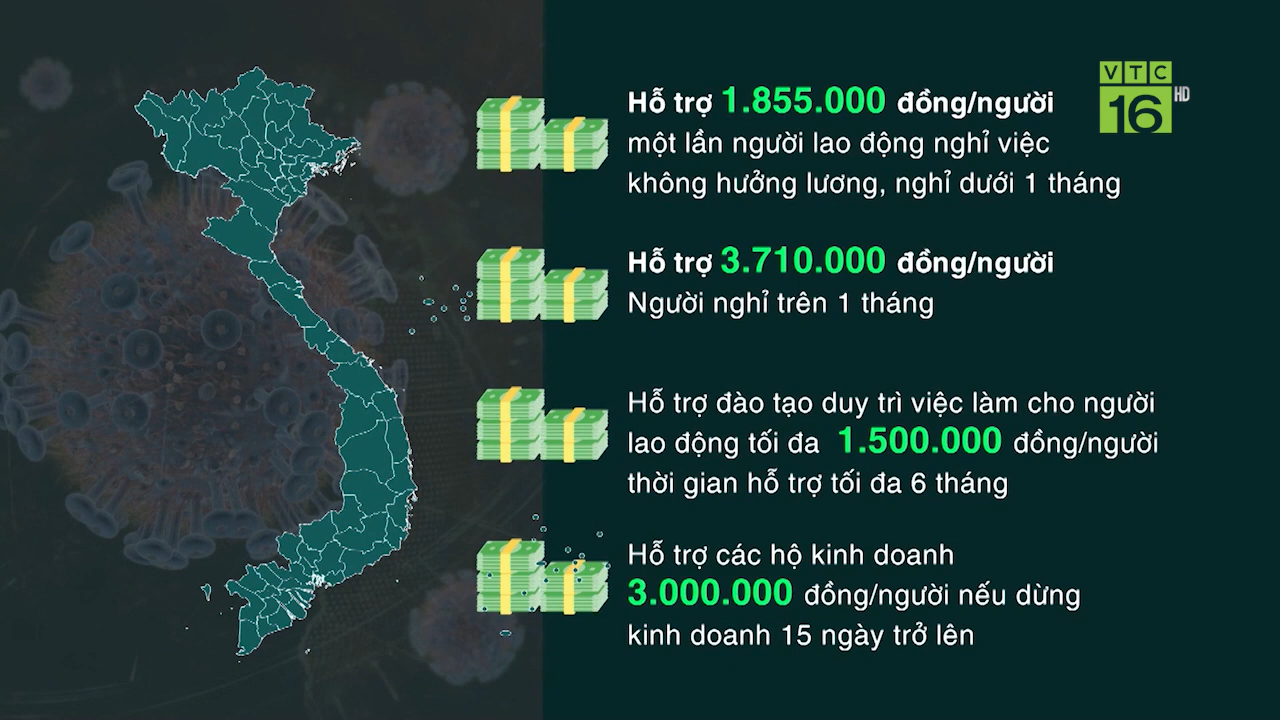 VTC
16
HD
Hỗ trợ 1.855.000 đồng/người
một lần người lao động nghỉ việc
không hưởng lương, nghỉ dưới 1 tháng
Hỗ trợ 3.710.000 đồng/người
Người nghỉ trên 1 tháng
Hỗ trợ đào tạo duy trì việc làm cho người
lao động tối đa 1.500.000 đồng/người
thời gian hỗ trợ tối đa 6 tháng
Hỗ trợ các hộ kinh doanh
3.000.000 đồng/người nếu dừng
kinh doanh 15 ngày trở lên